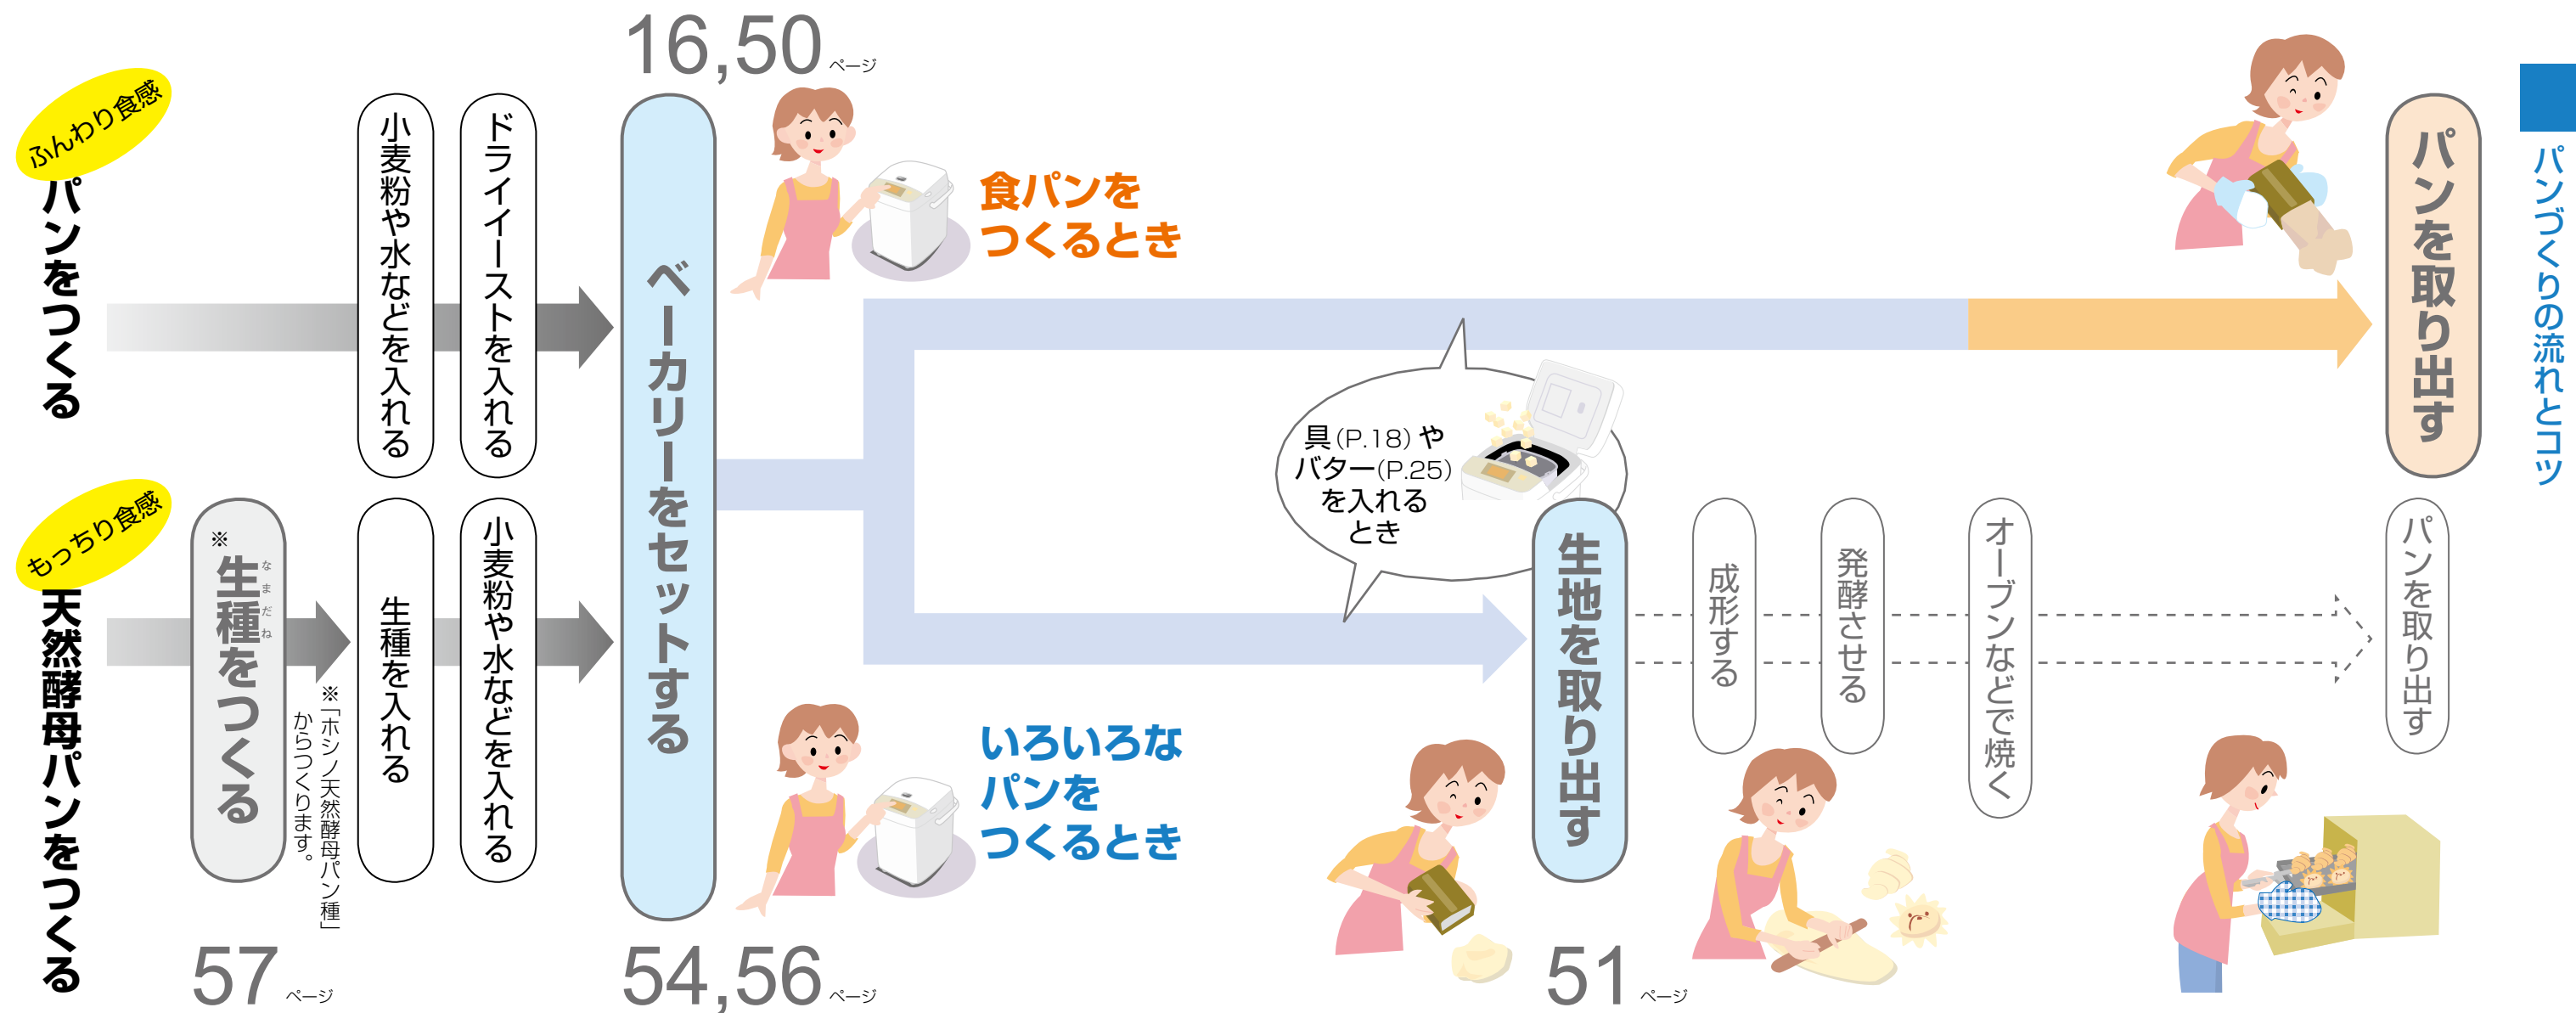 16,50ページ
ふんわり食感
パンをつくる
小麦粉や水などを入れる
ドライイーストを入れる
ベーカリーをセットする
食パンを
つくるとき
パンを取り出す
パンづくりの流れとコツ
具(P.18)や
バター(P.25)
を入れる
とき
もっちり食感
天然酵母パンをつくる
※
生種をつくる
なまだね
※「ホシノ天然酵母パン種」
からつくります。
生種を入れる
小麦粉や水などを入れる
いろいろな
パンを
つくるとき
生地を取り出す
成形する
発酵させる
オーブンなどで焼く
パンを取り出す
57ページ
54,56ページ
51ページ